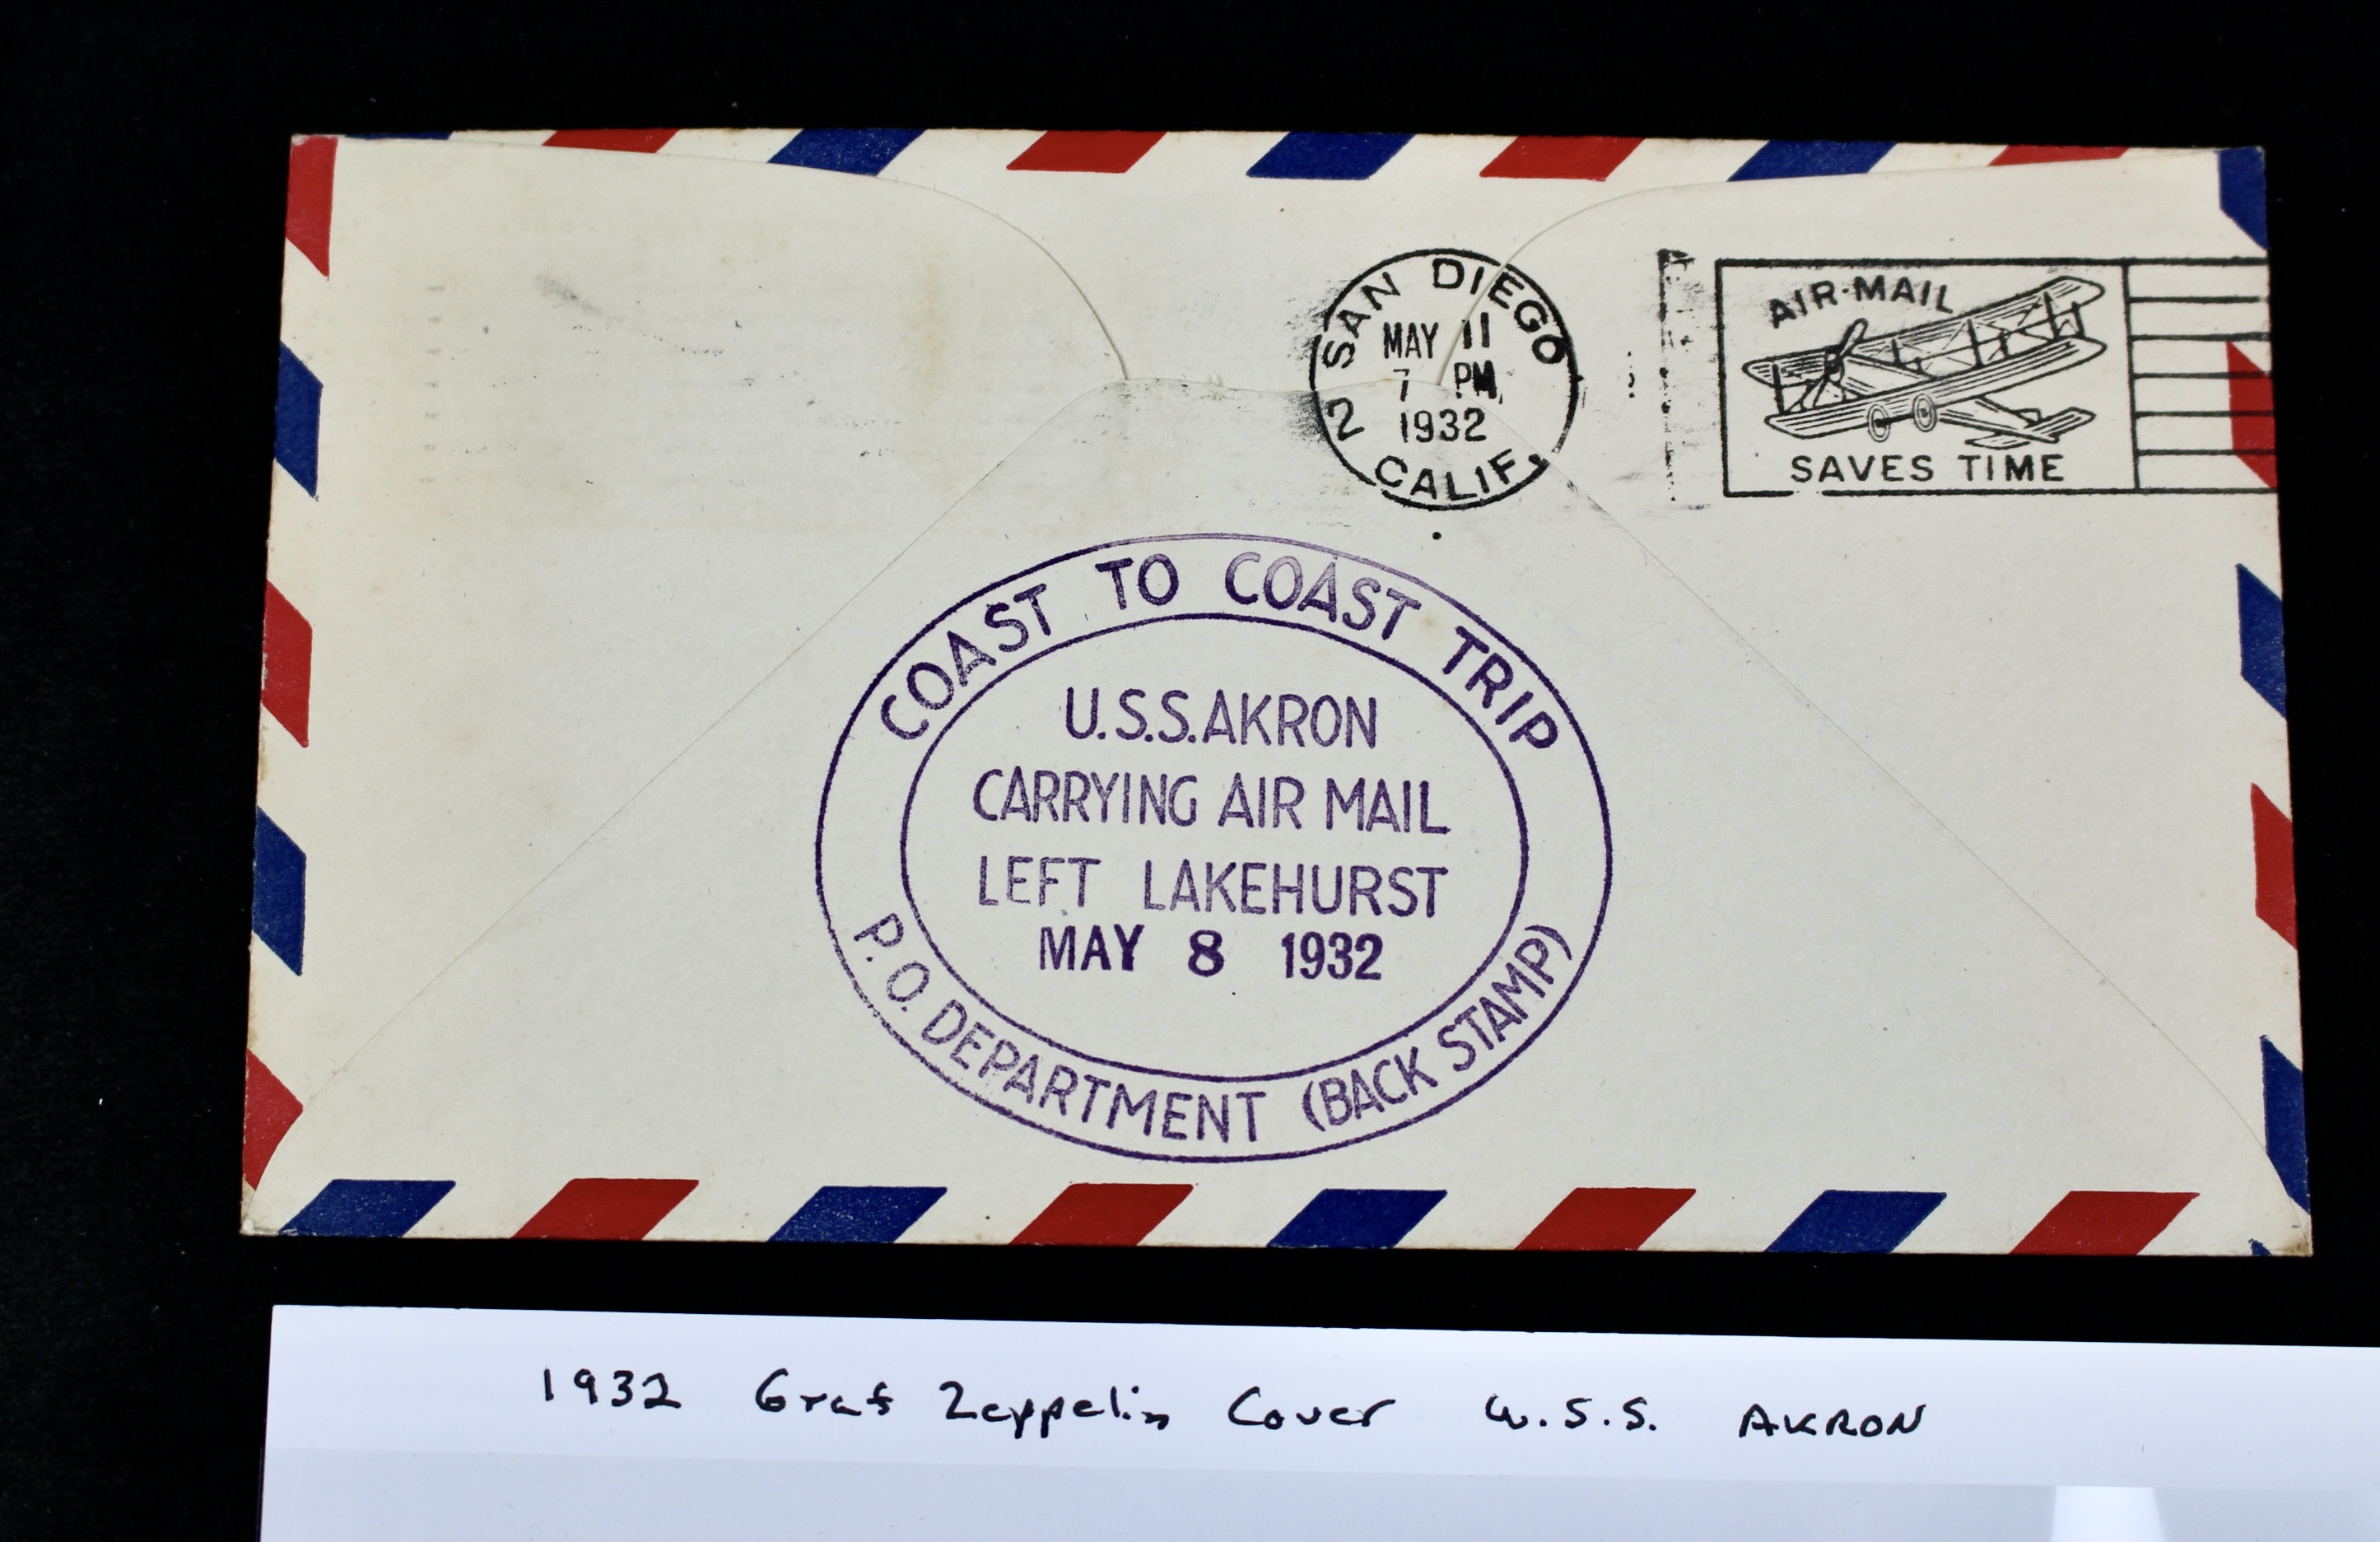 SAN DIEGO
MAY 11
7 PM
1932
2
CALIF.
AIR-MAIL
SAVES TIME
COAST TO COAST TRIP
U.S.S. AKRON
CARRYING AIR MAIL
LEFT LAKEHURST
MAY 8 1932
P.O. DEPARTMENT (BACK STAMP)
1932 Graf Zeppelin Cover U.S.S. AKRON